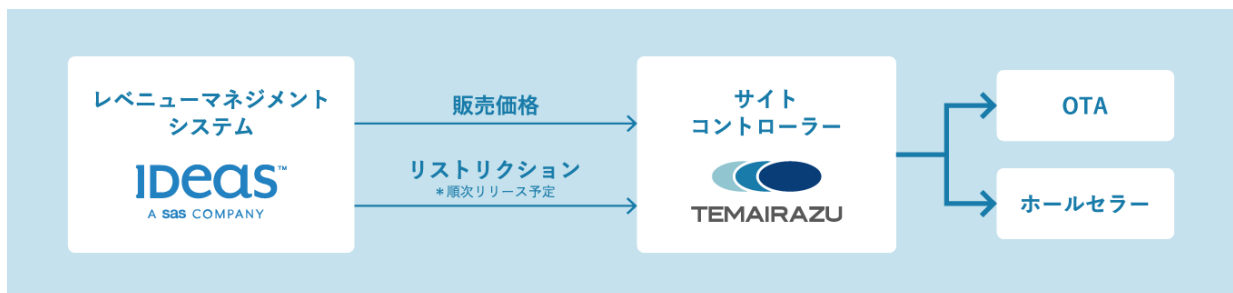 レベニューマネジメント
システム
IDeaS™
A sas COMPANY
販売価格
リストリクション
＊順次リリース予定
サイト
コントローラー
TEMAIRAZU
OTA
ホールセラー